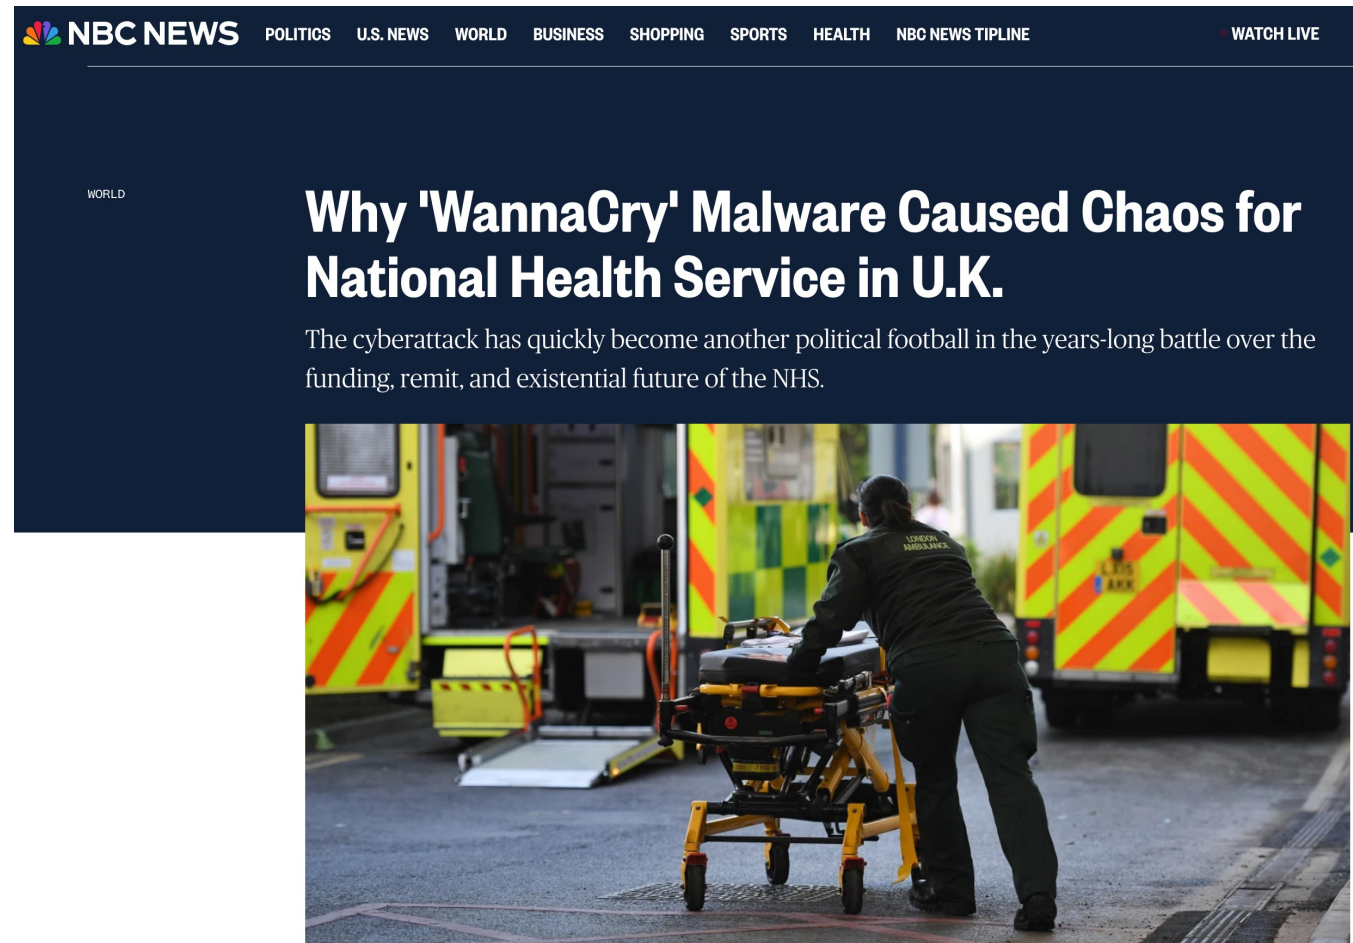 NBC NEWS
POLITICS
U.S. NEWS
WORLD
BUSINESS
SHOPPING
SPORTS
HEALTH
NBC NEWS TIPLINE
WATCH LIVE
WORLD
Why 'WannaCry' Malware Caused Chaos for
National Health Service in U.K.
The cyberattack has quickly become another political football in the years-long battle over the
funding, remit, and existential future of the NHS.
LONDON
AMBULANCE